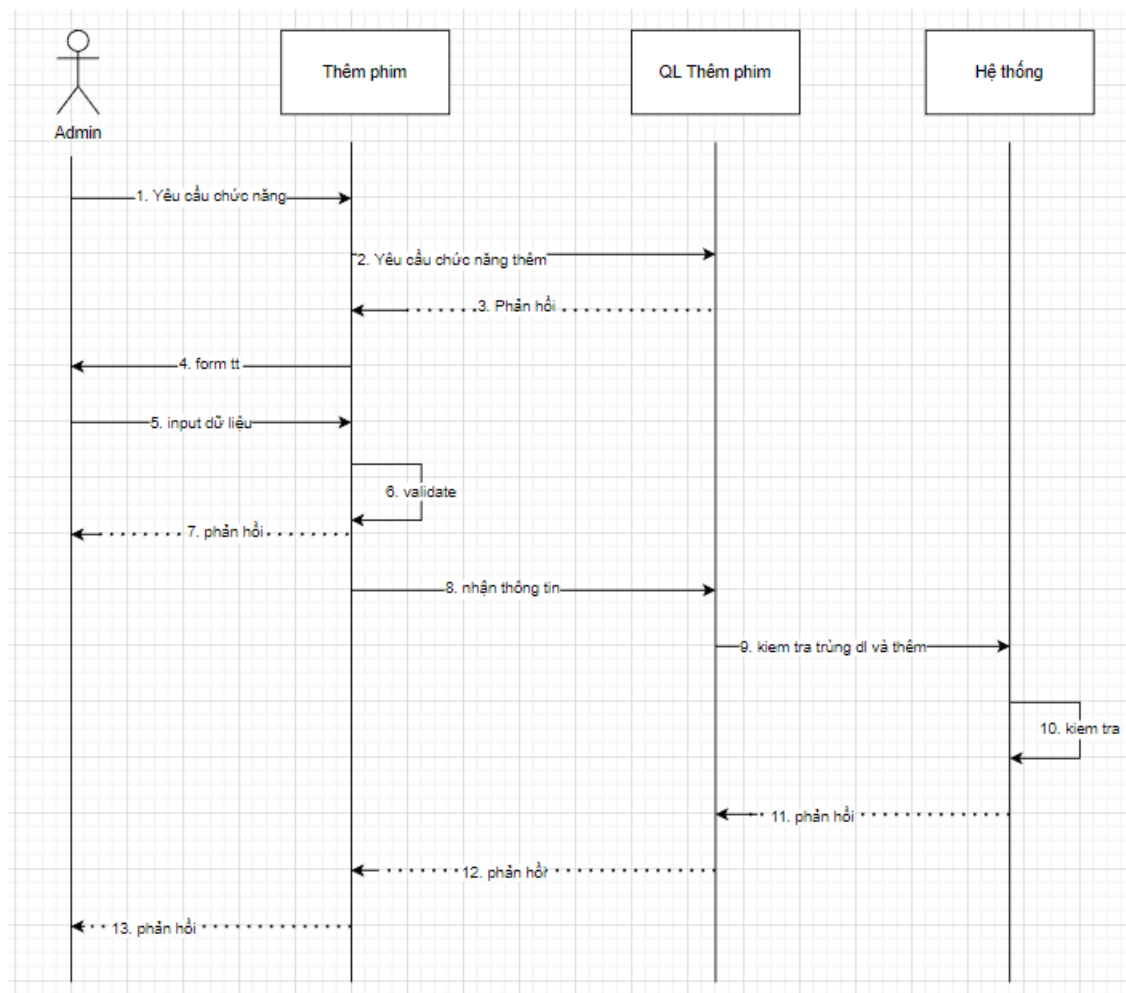 Thêm phim
QL Thêm phim
Hệ thống
Admin
1. Yêu cầu chức năng
2. Yêu cầu chức năng thêm
3. Phản hồi
4. form tt
5. input dữ liệu
6. validate
7. phản hồi
8. nhận thông tin
9. kiem tra trùng dl và thêm
10. kiem tra
11. phản hồi
12. phản hồi
13. phản hồi